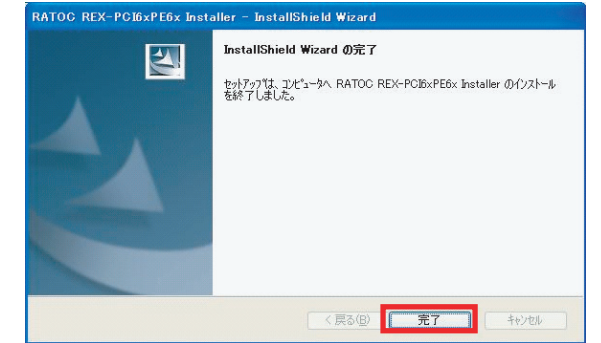 RATOC REX-PCI6xPE6x Installer - InstallShield Wizard
InstallShield Wizard の完了
セットアップは、コンピュータへ RATOC REX-PCI6xPE6x Installer のインストール
を終了しました。
< 戻る(B)
完了
キャンセル